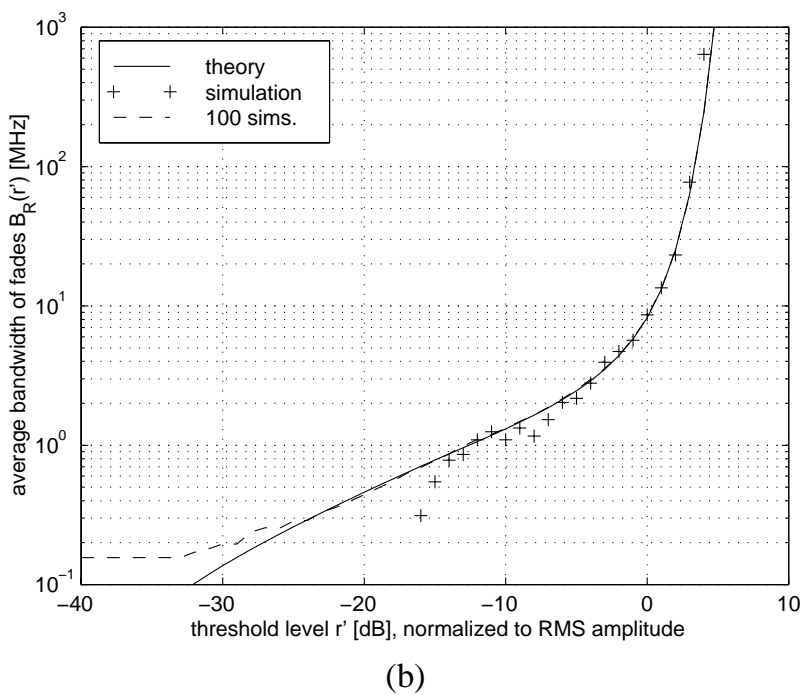 10^3
10^2
10^1
10^0
10^-1
average bandwidth of fades B_R(r') [MHz]
theory
simulation
100 sims.
−40 −30 −20 −10 0 10
threshold level r' [dB], normalized to RMS amplitude
(b)